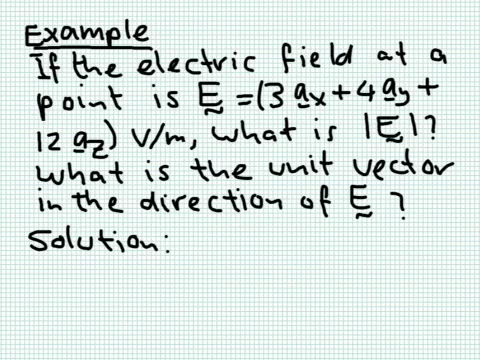 Example
If the electric field at a
point is E = (3 ax + 4 ay +
12 az) V/m, what is |E|?
What is the unit vector
in the direction of E ?
Solution: